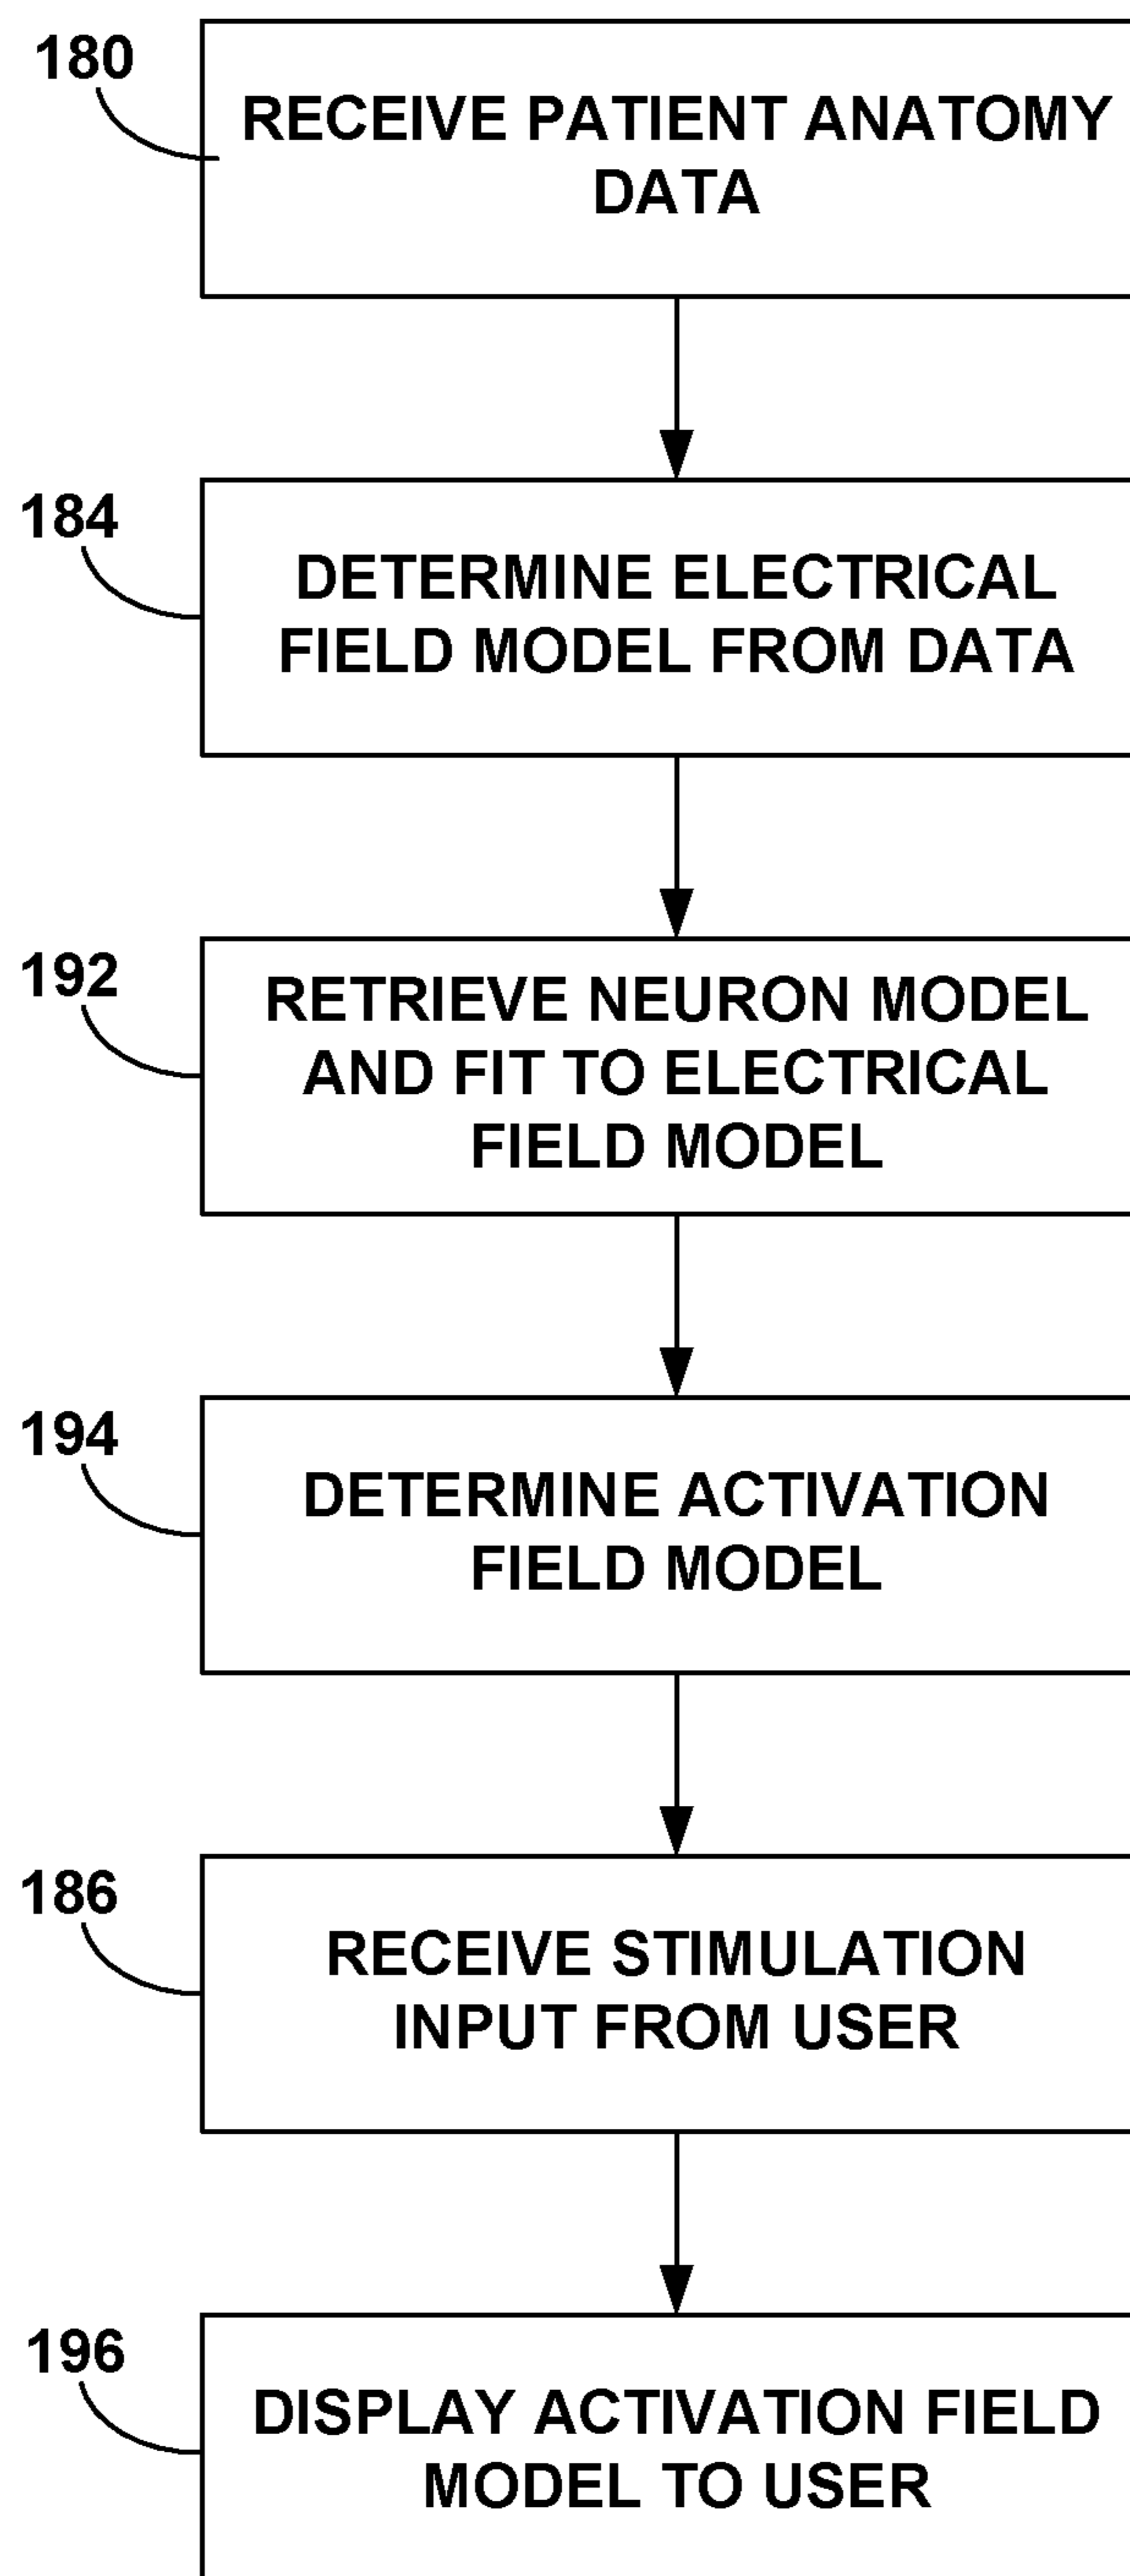 180
RECEIVE PATIENT ANATOMY
DATA
184
DETERMINE ELECTRICAL
FIELD MODEL FROM DATA
192
RETRIEVE NEURON MODEL
AND FIT TO ELECTRICAL
FIELD MODEL
194
DETERMINE ACTIVATION
FIELD MODEL
186
RECEIVE STIMULATION
INPUT FROM USER
196
DISPLAY ACTIVATION FIELD
MODEL TO USER